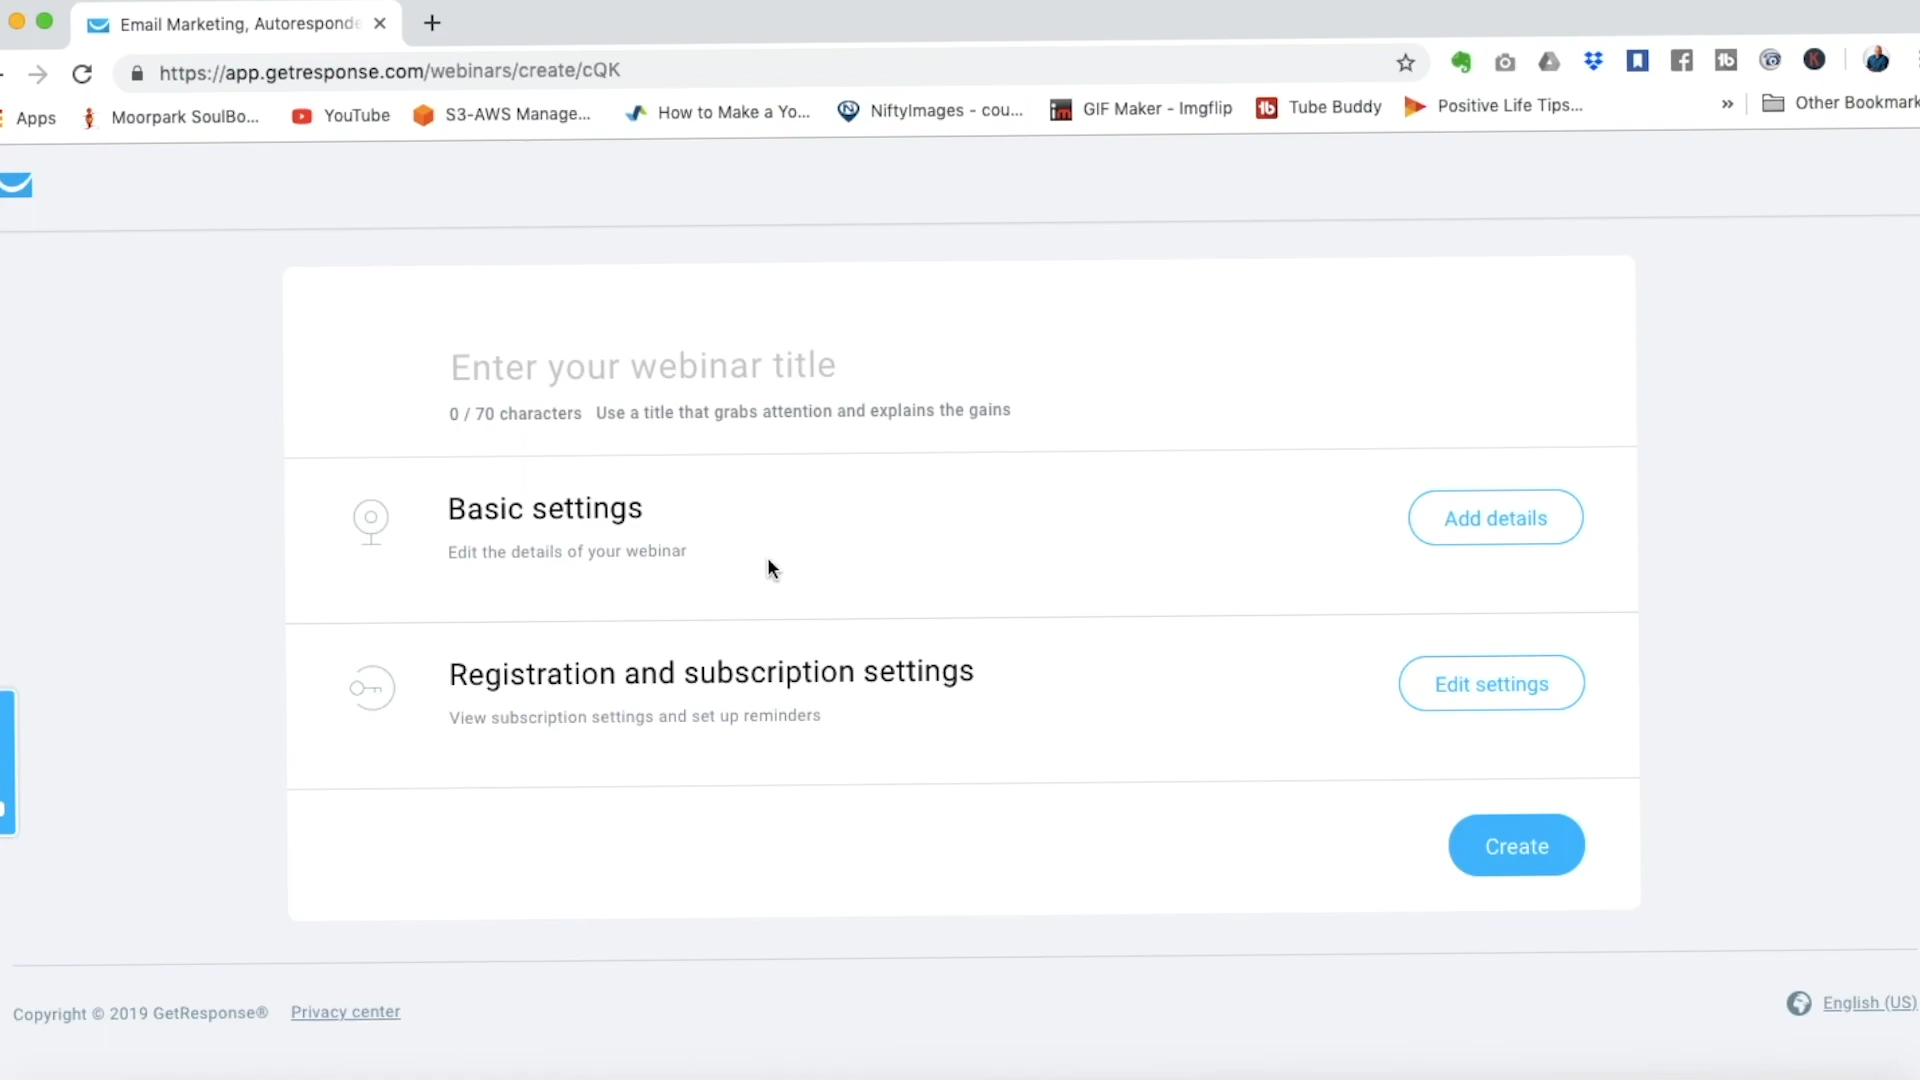 Email Marketing, Autoresponde
https://app.getresponse.com/webinars/create/cQK
Apps
Moorpark SoulBo...
YouTube
S3-AWS Manage...
How to Make a Yo...
NiftyImages - cou...
GIF Maker - Imgflip
Tube Buddy
Positive Life Tips...
»
Other Bookmark
Enter your webinar title
0 / 70 characters Use a title that grabs attention and explains the gains
Basic settings
Add details
Edit the details of your webinar
Registration and subscription settings
Edit settings
View subscription settings and set up reminders
Create
Copyright © 2019 GetResponse® Privacy center
English (US)